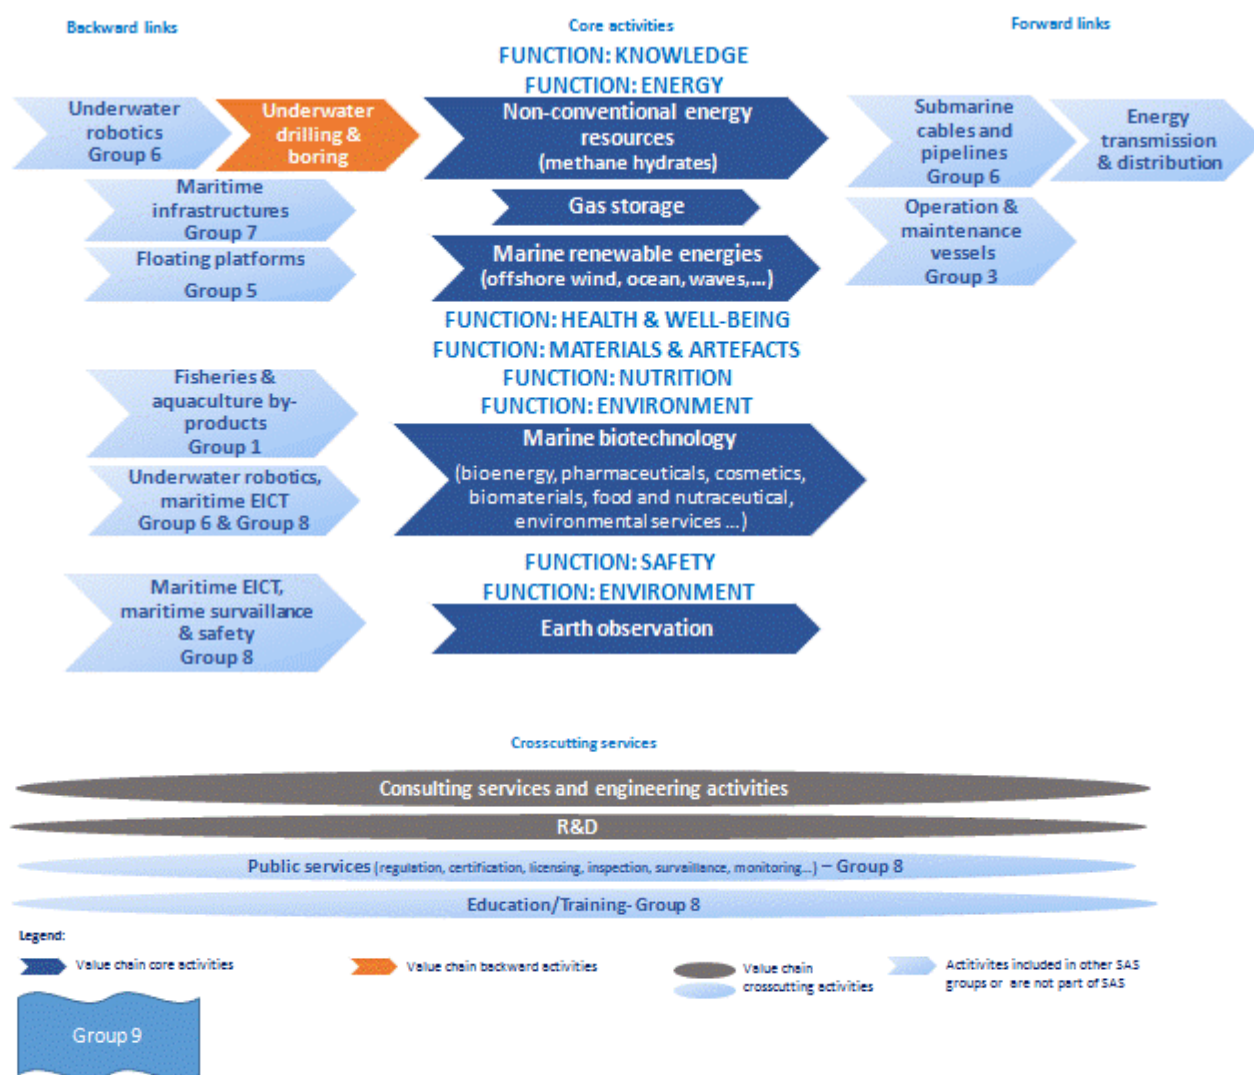 Backward links
Core activities
Forward links
FUNCTION: KNOWLEDGE
FUNCTION: ENERGY
Underwater
robotics
Group 6
Underwater
drilling &
boring
Non-conventional energy
resources
(methane hydrates)
Submarine
cables and
pipelines
Group 6
Energy
transmission
& distribution
Maritime
infrastructures
Group 7
Gas storage
Operation &
maintenance
vessels
Group 3
Floating platforms
Group 5
Marine renewable energies
(offshore wind, ocean, waves,...)
FUNCTION: HEALTH & WELL-BEING
FUNCTION: MATERIALS & ARTEFACTS
FUNCTION: NUTRITION
FUNCTION: ENVIRONMENT
Fisheries &
aquaculture by-
products
Group 1
Underwater robotics,
maritime EICT
Group 6 & Group 8
Marine biotechnology
(bioenergy, pharmaceuticals, cosmetics,
biomaterials, food and nutraceutical,
environmental services ...)
FUNCTION: SAFETY
FUNCTION: ENVIRONMENT
Maritime EICT,
maritime survaillance
& safety
Group 8
Earth observation
Crosscutting services
Consulting services and engineering activities
R&D
Public services (regulation, certification, licensing, inspection, survaillance, monitoring...) – Group 8
Education/Training- Group 8
Legend:
Value chain core activities
Value chain backward activities
Value chain
crosscutting activities
Actitivites included in other SAS
groups or are not part of SAS
Group 9